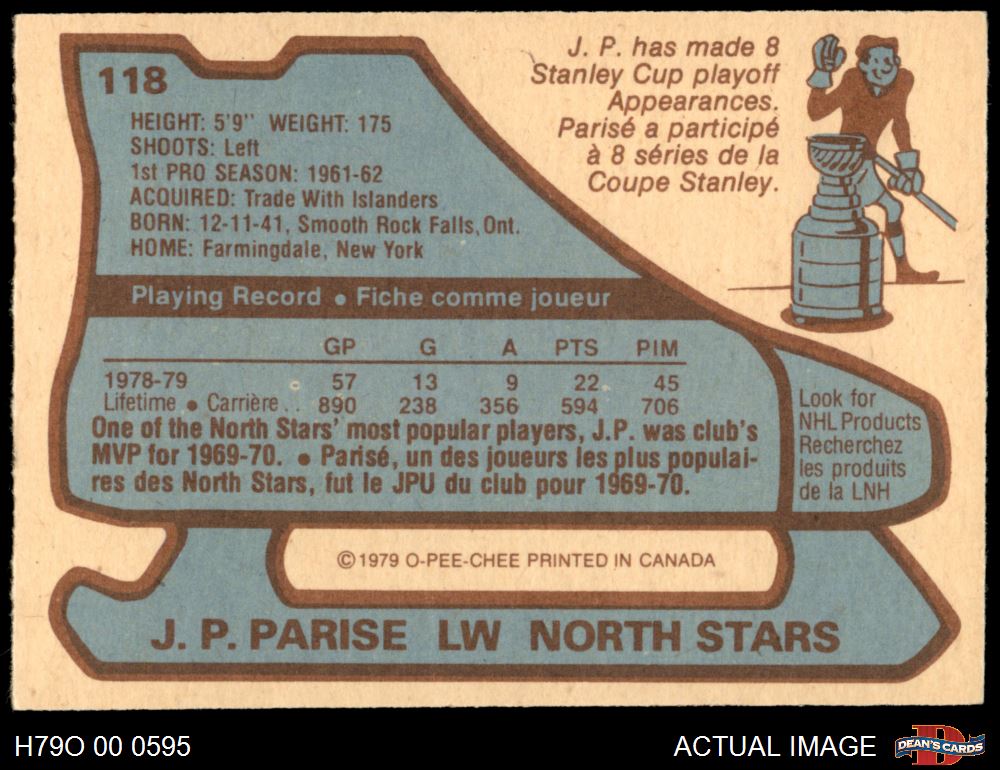 118
J. P. has made 8
Stanley Cup playoff
Appearances.
Parisé a participé
à 8 séries de la
Coupe Stanley.
HEIGHT: 5'9" WEIGHT: 175
SHOOTS: Left
1st PRO SEASON: 1961-62
ACQUIRED: Trade With Islanders
BORN: 12-11-41, Smooth Rock Falls, Ont.
HOME: Farmingdale, New York
Playing Record • Fiche comme joueur
GP G A PTS PIM
1978-79 57 13 9 22 45
Lifetime • Carrière .. 890 238 356 594 706
One of the North Stars' most popular players, J.P. was club's
MVP for 1969-70. • Parisé, un des joueurs les plus populai-
res des North Stars, fut le JPU du club pour 1969-70.
Look for
NHL Products
Recherchez
les produits
de la LNH
© 1979 O-PEE-CHEE PRINTED IN CANADA
J. P. PARISE LW NORTH STARS
H79O 00 0595
ACTUAL IMAGE
D
DEAN'S CARDS